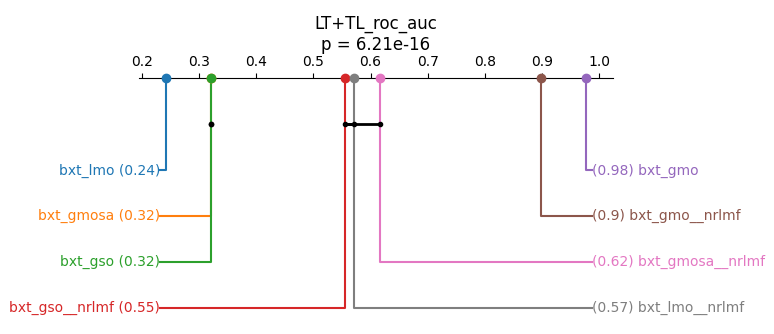 LT+TL_roc_auc
p = 6.21e-16
0.2 0.3 0.4 0.5 0.6 0.7 0.8 0.9 1.0
bxt_lmo (0.24) (0.98) bxt_gmo
bxt_gmosa (0.32) (0.9) bxt_gmo__nrlmf
bxt_gso (0.32) (0.62) bxt_gmosa__nrlmf
bxt_gso__nrlmf (0.55) (0.57) bxt_lmo__nrlmf